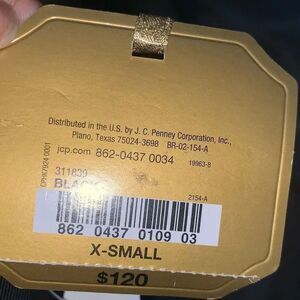 Distributed in the U.S. by J. C. Penney Corporation, Inc.,
Plano, Texas 75024-3698 BR-02-154-A
jcp.com 862-0437 0034 19963-8
311839
BLACK
2154-A
862 0437 0109 03
X-SMALL
$120